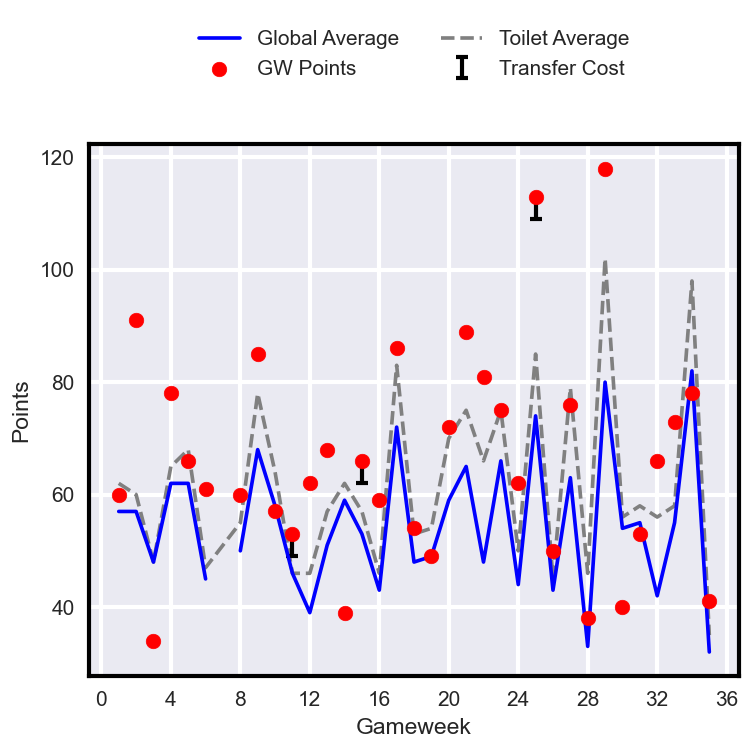 Global Average
Toilet Average
GW Points
Transfer Cost
120
100
80
60
40
Points
0 4 8 12 16 20 24 28 32 36
Gameweek